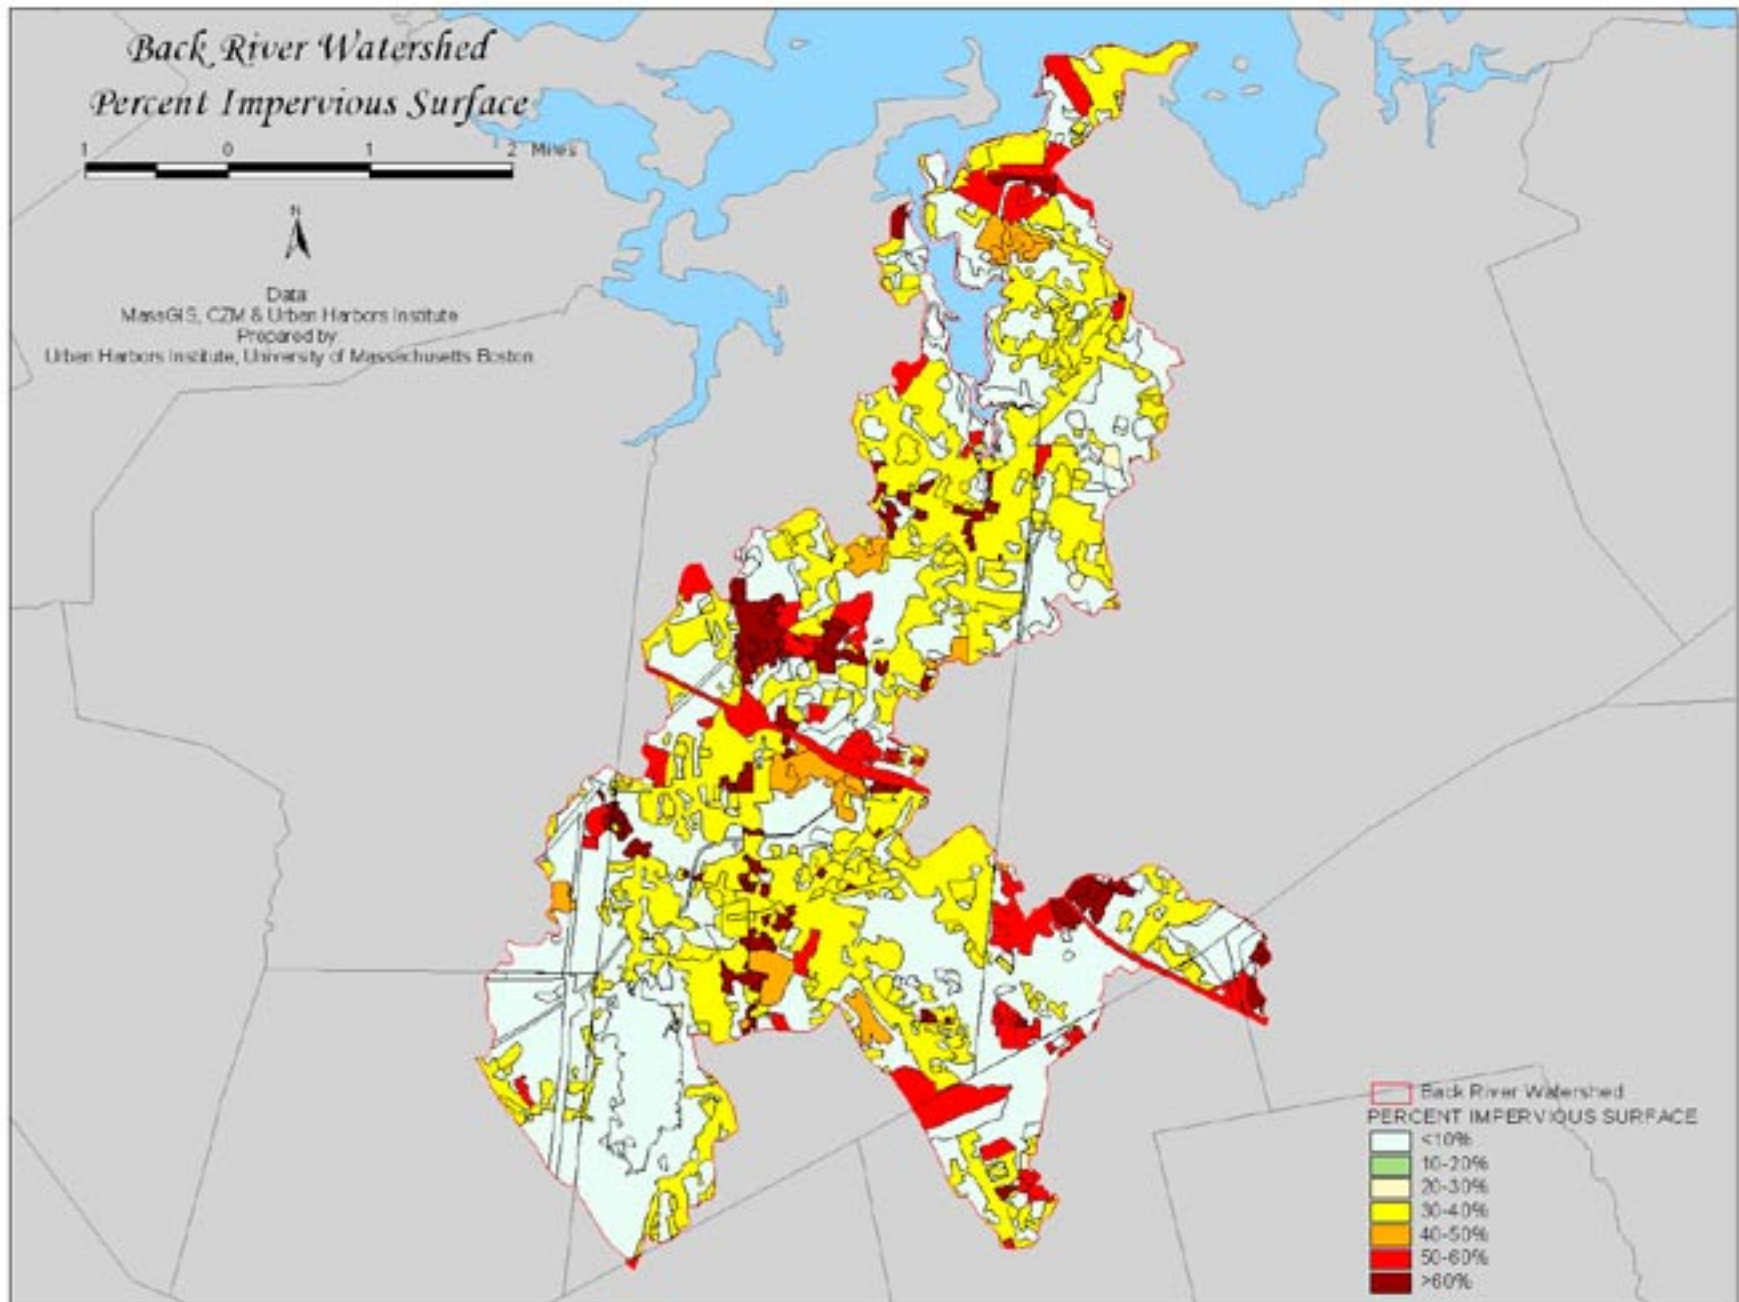 Back River Watershed
Percent Impervious Surface
1 0 1 2 Miles
N
Data
MassGIS, CZM & Urban Harbors Institute
Prepared by
Urban Harbors Institute, University of Massachusetts Boston
Back River Watershed
PERCENT IMPERVIOUS SURFACE
<10%
10-20%
20-30%
30-40%
40-50%
50-60%
>60%